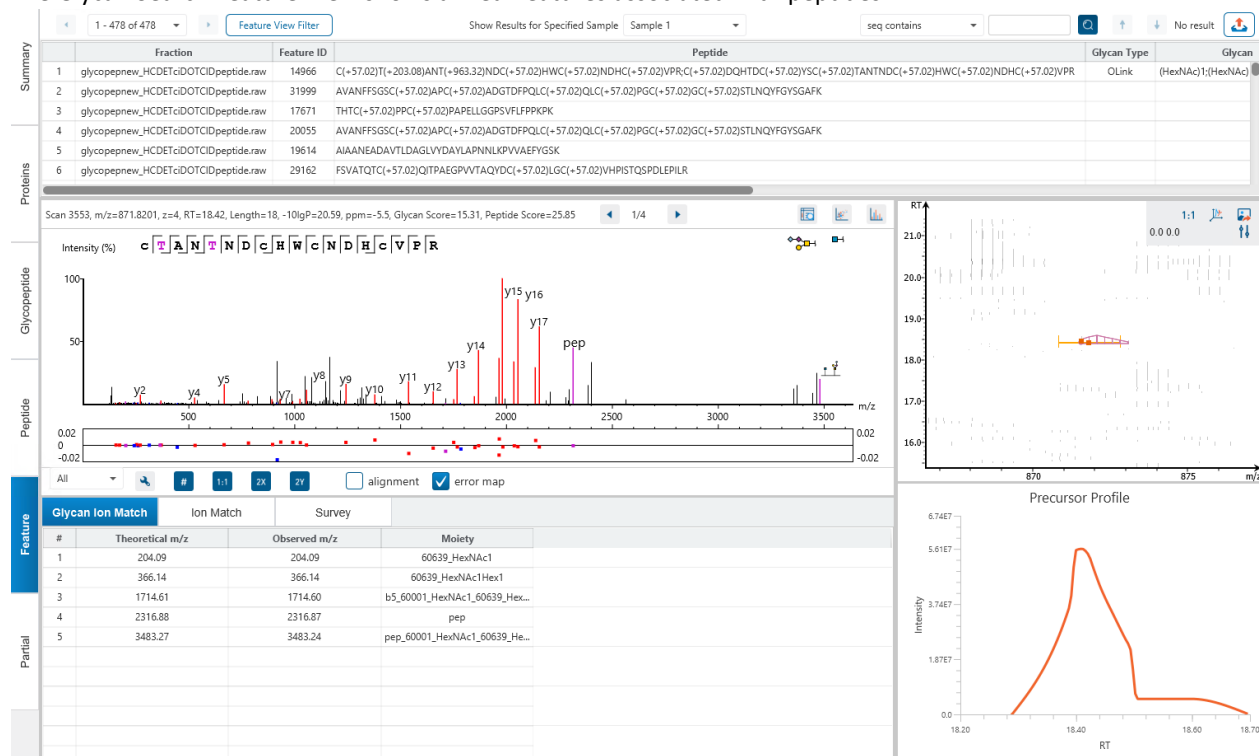 1 - 478 of 478 Feature View Filter Show Results for Specified Sample Sample 1 seq contains No result
Fraction Feature ID Peptide Glycan Type Glycan
1 glycopepnew_HCDETciDOTCIDpeptide.raw 14966 C(+57.02)T(+203.08)ANT(+963.32)NDC(+57.02)HWC(+57.02)NDHC(+57.02)VPR;C(+57.02)DQHTDC(+57.02)YSC(+57.02)TANTNDC(+57.02)HWC(+57.02)NDHC(+57.02)VPR OLink (HexNAc)1;(HexNAc)
2 glycopepnew_HCDETciDOTCIDpeptide.raw 31999 AVANFFSGSC(+57.02)APC(+57.02)ADGTDFPQLC(+57.02)QLC(+57.02)PGC(+57.02)GC(+57.02)STLNQYFGYSGAFK
3 glycopepnew_HCDETciDOTCIDpeptide.raw 17671 THTC(+57.02)PPC(+57.02)PAPELLGGPSVFLFPPKPK
4 glycopepnew_HCDETciDOTCIDpeptide.raw 20055 AVANFFSGSC(+57.02)APC(+57.02)ADGTDFPQLC(+57.02)QLC(+57.02)PGC(+57.02)GC(+57.02)STLNQYFGYSGAFK
5 glycopepnew_HCDETciDOTCIDpeptide.raw 19614 AIAANEADAVTLDAGLVYDAYLAPNNLKPVVAEFYGSK
6 glycopepnew_HCDETciDOTCIDpeptide.raw 29162 FSVATQTC(+57.02)QITPAEGPVVTAQYDC(+57.02)LGC(+57.02)VHPISTQSPDLEPILR
Summary
Proteins
Glycopeptide
Peptide
Feature
Partial
Scan 3553, m/z=871.8201, z=4, RT=18.42, Length=18, -10lgP=20.59, ppm=-5.5, Glycan Score=15.31, Peptide Score=25.85 1/4
Intensity (%) c T A N T N D c H W c N D H c V P R
100
50
y2 y4 y5 y7 y8 y9 y10 y11 y12 y13 y14 y15 y16 y17 pep
500 1000 1500 2000 2500 3000 3500 m/z
0.02 0.02
0
-0.02 -0.02
All # 1:1 2X 2Y alignment error map
Glycan Ion Match Ion Match Survey
# Theoretical m/z Observed m/z Moiety
1 204.09 204.09 60639_HexNAc1
2 366.14 366.14 60639_HexNAc1Hex1
3 1714.61 1714.60 b5_60001_HexNAc1_60639_Hex...
4 2316.88 2316.87 pep
5 3483.27 3483.24 pep_60001_HexNAc1_60639_He...
RT 1:1
0.0 0.0
21.0
20.0
19.0
18.0
17.0
16.0
870 875 m/z
Precursor Profile
6.74E7
5.61E7
3.74E7
1.87E7
0.0
Intensity
18.20 18.40 18.60 18.70
RT